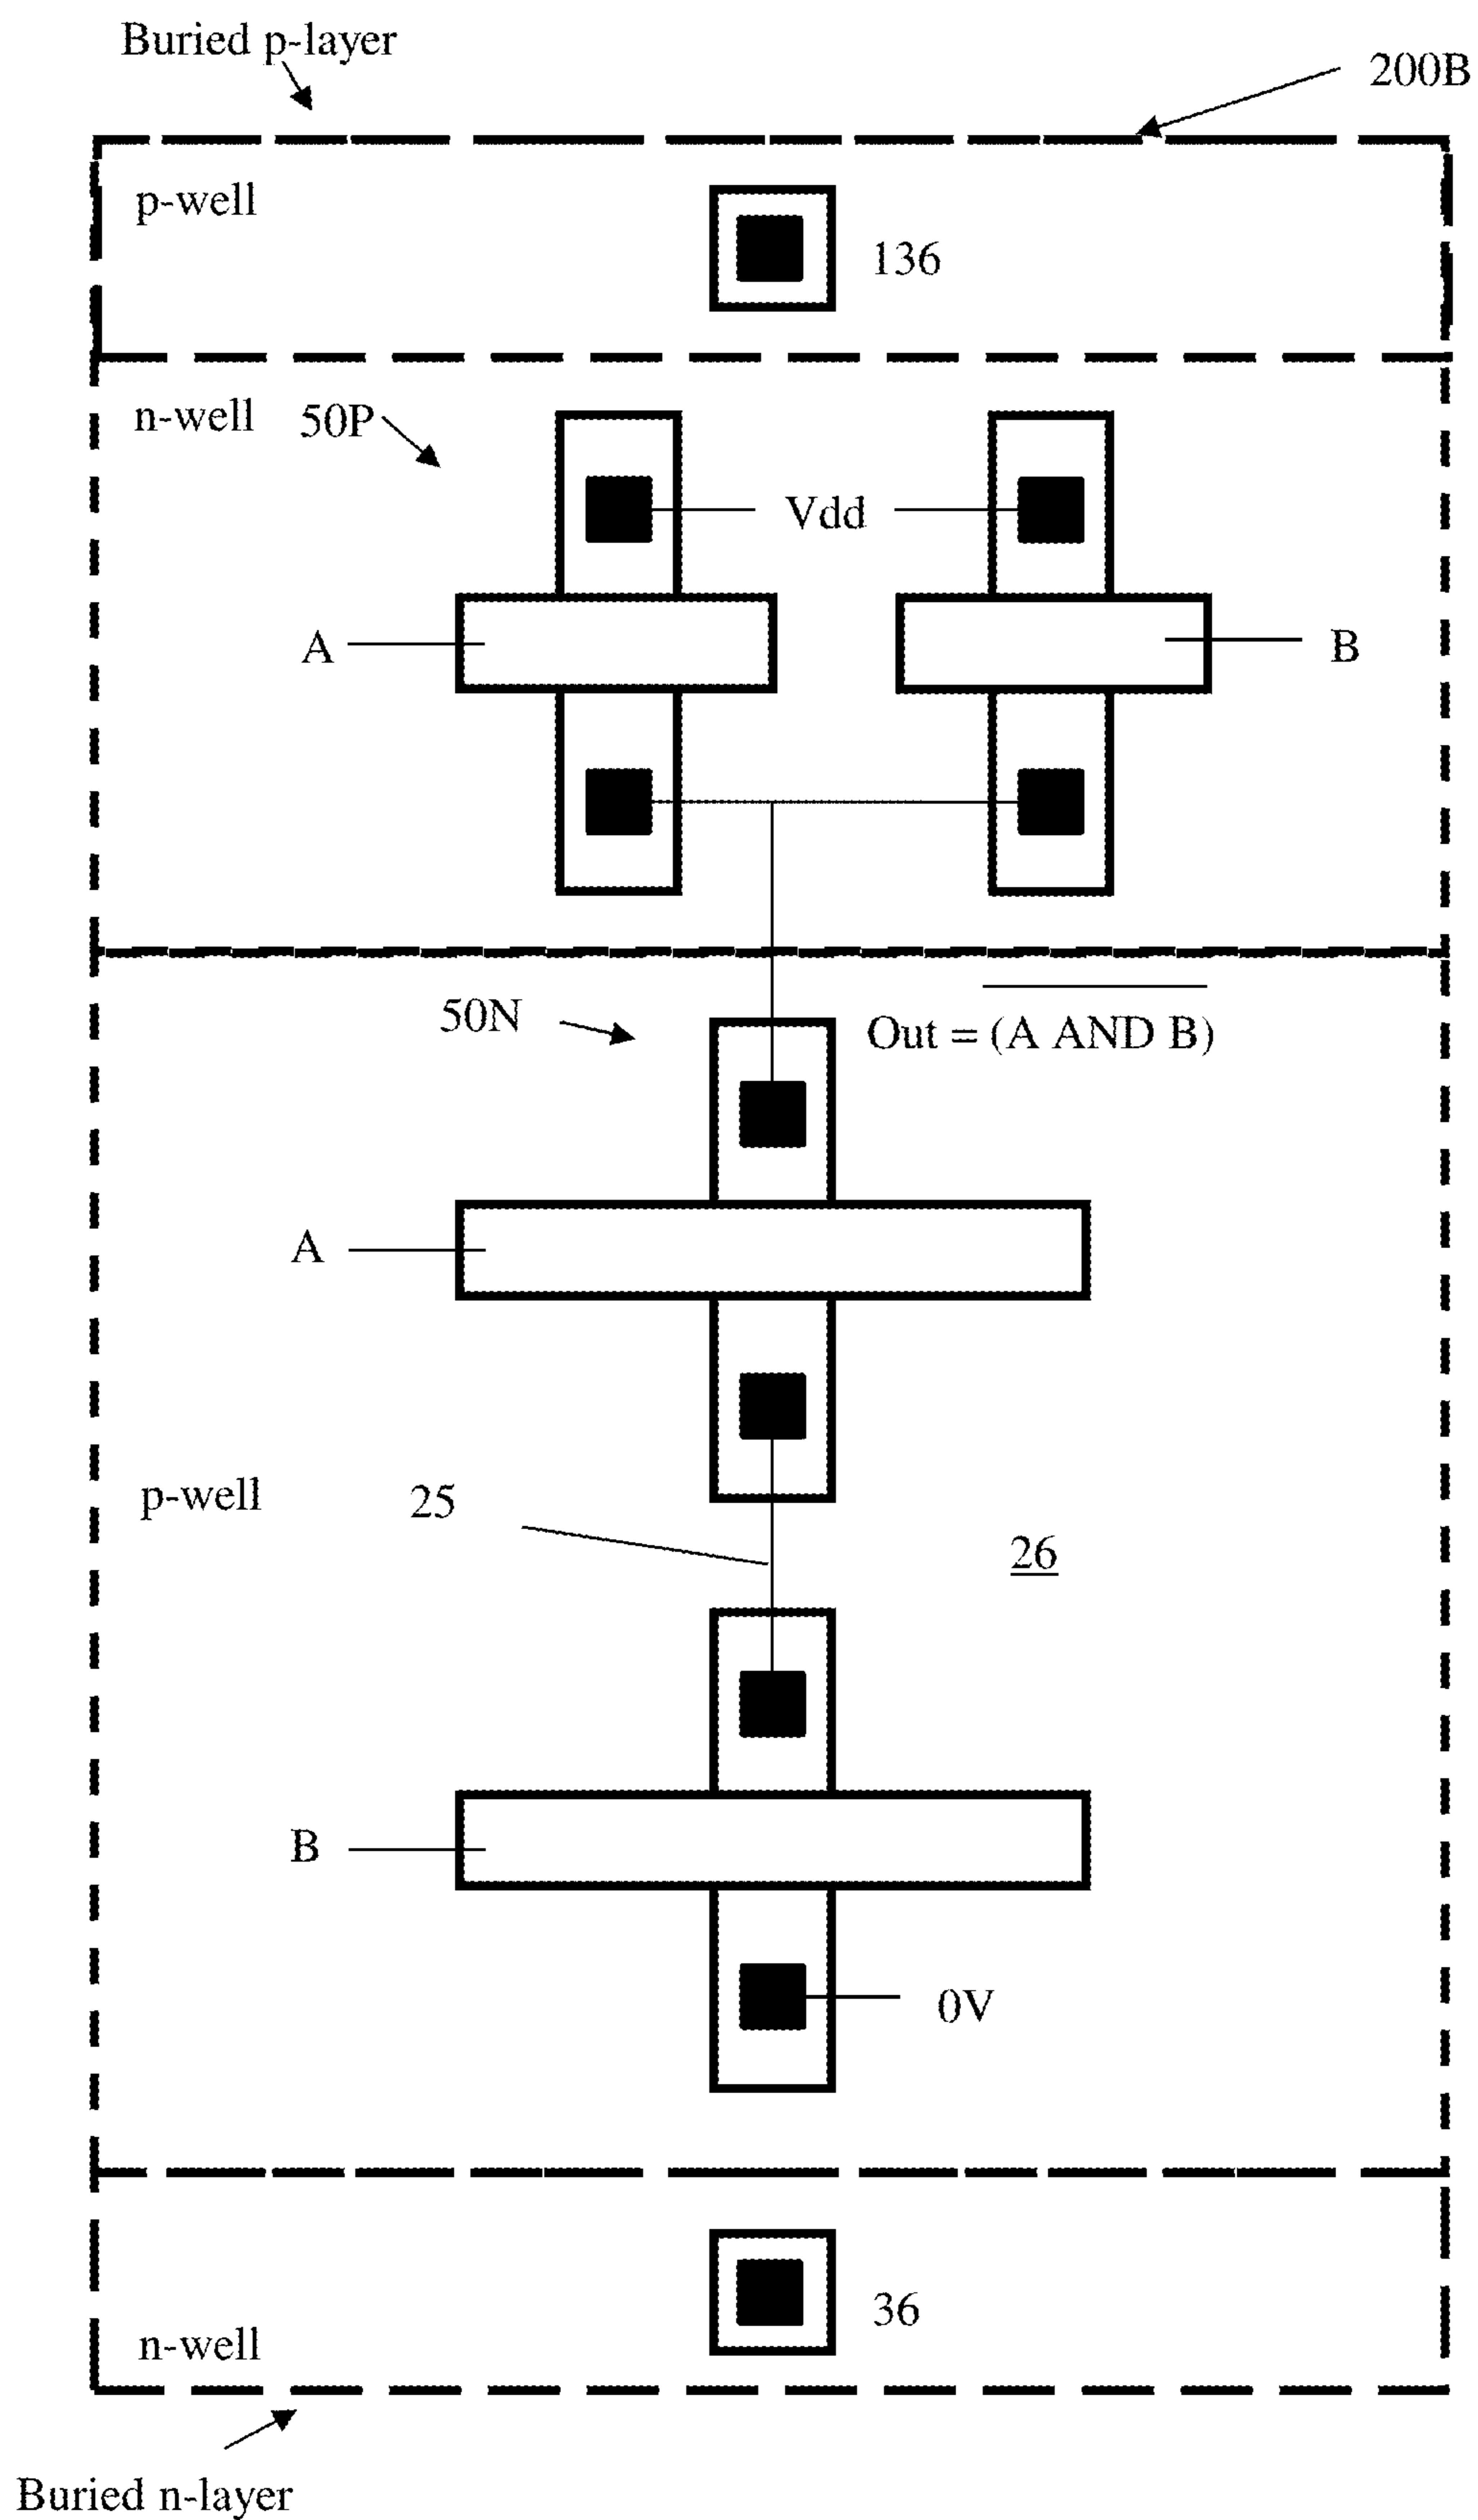 Buried p-layer
200B
p-well
136
n-well
50P
Vdd
A
B
50N
Out = (A AND B)
A
p-well
25
26
B
0V
36
n-well
Buried n-layer